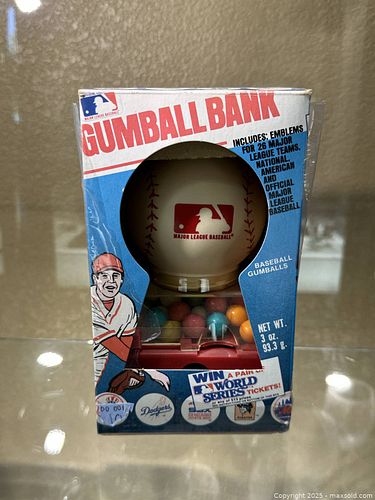 MAJOR LEAGUE BASEBALL
GUMBALL BANK
INCLUDES: EMBLEMS
FOR 26 MAJOR
LEAGUE TEAMS,
NATIONAL,
AMERICAN
AND
OFFICIAL
MAJOR
LEAGUE
BASEBALL
MAJOR LEAGUE BASEBALL
BASEBALL
GUMBALLS
NET WT.
3 oz.
93.3 g.
WIN A PAIR OF
WORLD
SERIES TICKETS!
Dodgers
Copyright 2025 - maxsold.com